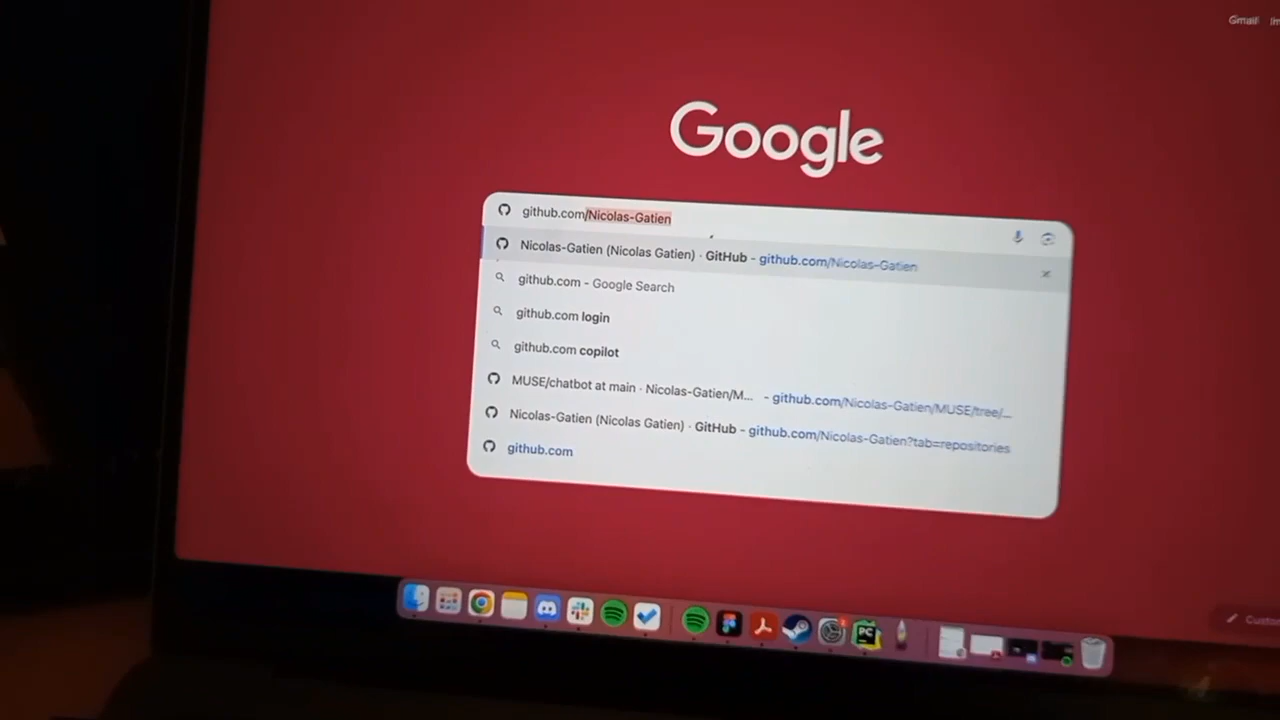 Gmail
Google
github.com/Nicolas-Gatien
Nicolas-Gatien (Nicolas Gatien) · GitHub - github.com/Nicolas-Gatien
github.com - Google Search
github.com login
github.com copilot
MUSE/chatbot at main · Nicolas-Gatien/M... - github.com/Nicolas-Gatien/MUSE/tree/...
Nicolas-Gatien (Nicolas Gatien) · GitHub - github.com/Nicolas-Gatien?tab=repositories
github.com
PC